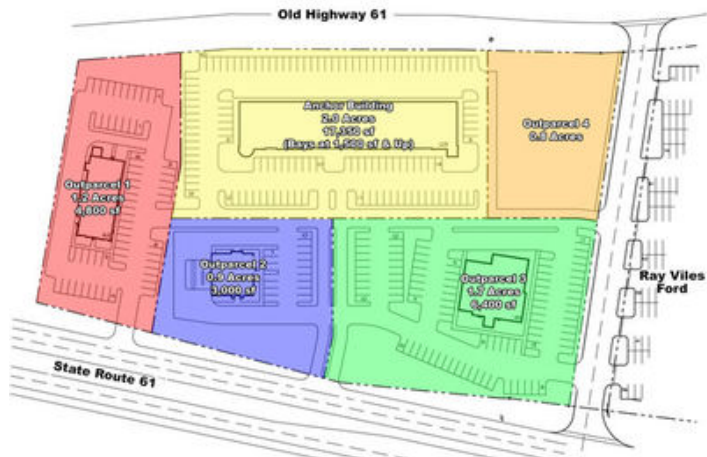 Old Highway 61
Anchor Building
2.0 Acres
17,350 sf
(Bays at 1,500 sf & Up)
Outparcel 4
0.8 Acres
Outparcel 1
1.2 Acres
4,800 sf
Outparcel 2
0.9 Acres
3,000 sf
Outparcel 3
1.7 Acres
6,400 sf
Ray Viles
Ford
State Route 61